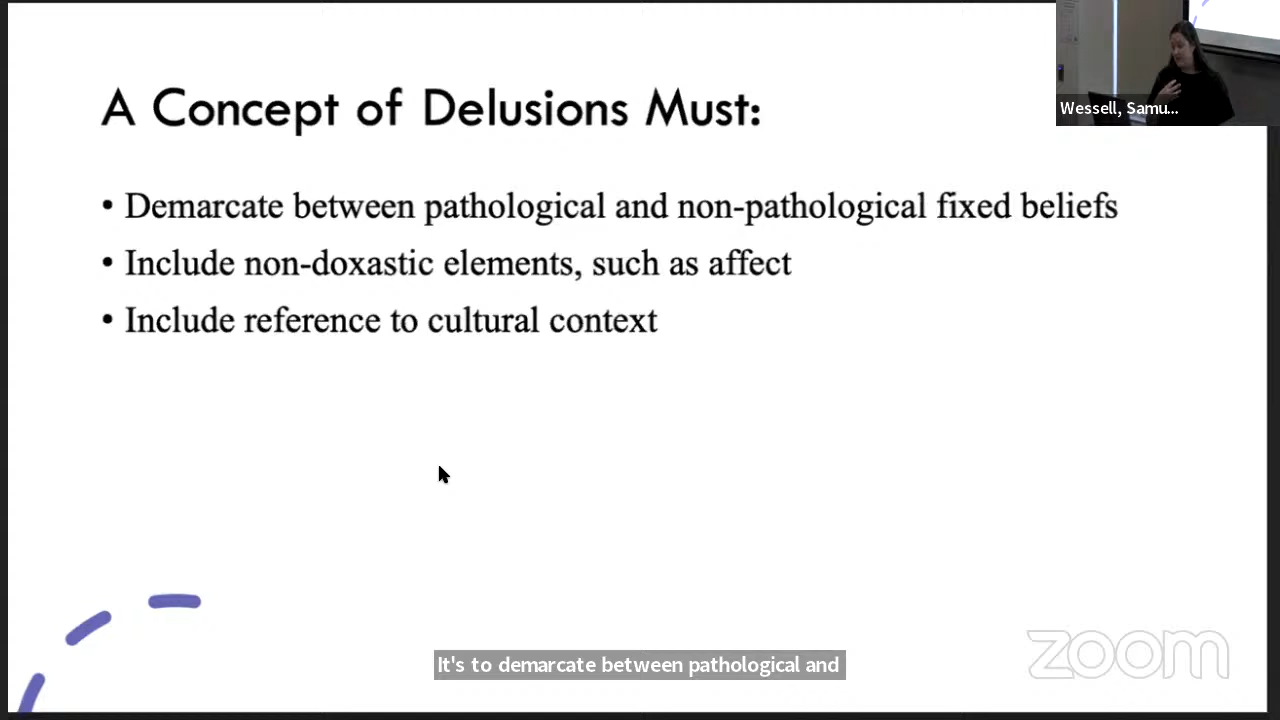 A Concept of Delusions Must:
Wessell, Samu...
• Demarcate between pathological and non-pathological fixed beliefs
• Include non-doxastic elements, such as affect
• Include reference to cultural context
It's to demarcate between pathological and
zoom